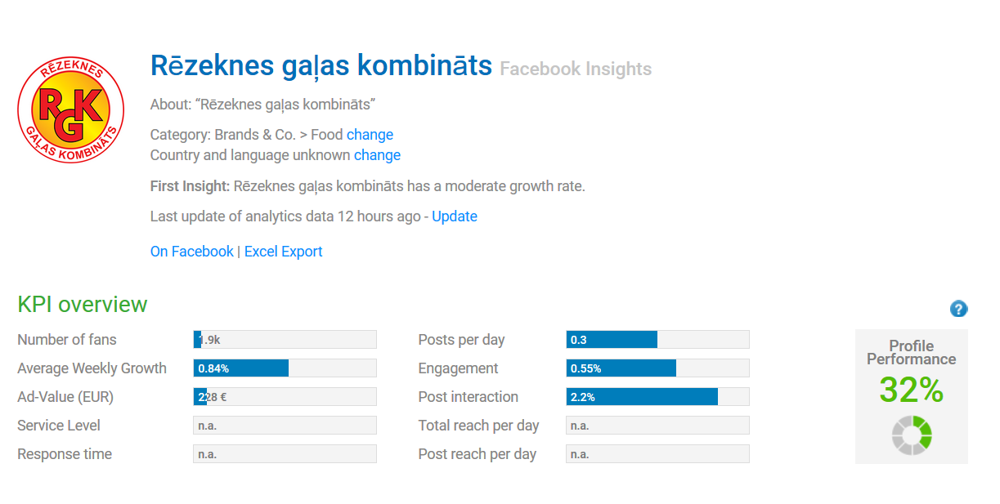 RĒZEKNES
RGK
GAĻAS KOMBINĀTS
Rēzeknes gaļas kombināts Facebook Insights
About: “Rēzeknes gaļas kombināts”
Category: Brands & Co. > Food change
Country and language unknown change
First Insight: Rēzeknes gaļas kombināts has a moderate growth rate.
Last update of analytics data 12 hours ago - Update
On Facebook | Excel Export
KPI overview
?
Number of fans 1.9k
Average Weekly Growth 0.84%
Ad-Value (EUR) 228 €
Service Level n.a.
Response time n.a.
Posts per day 0.3
Engagement 0.55%
Post interaction 2.2%
Total reach per day n.a.
Post reach per day n.a.
Profile
Performance
32%